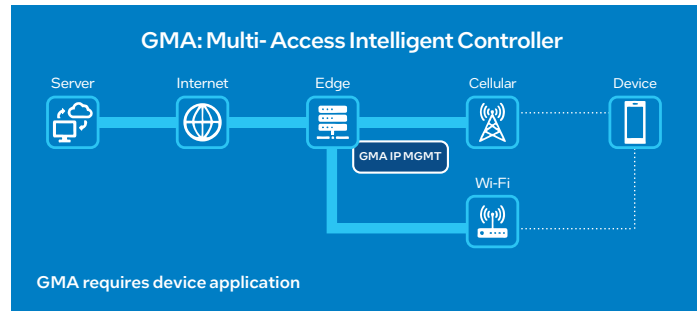 GMA: Multi-Access Intelligent Controller
Server
Internet
Edge
Cellular
Device
GMA IP MGMT
Wi-Fi
GMA requires device application